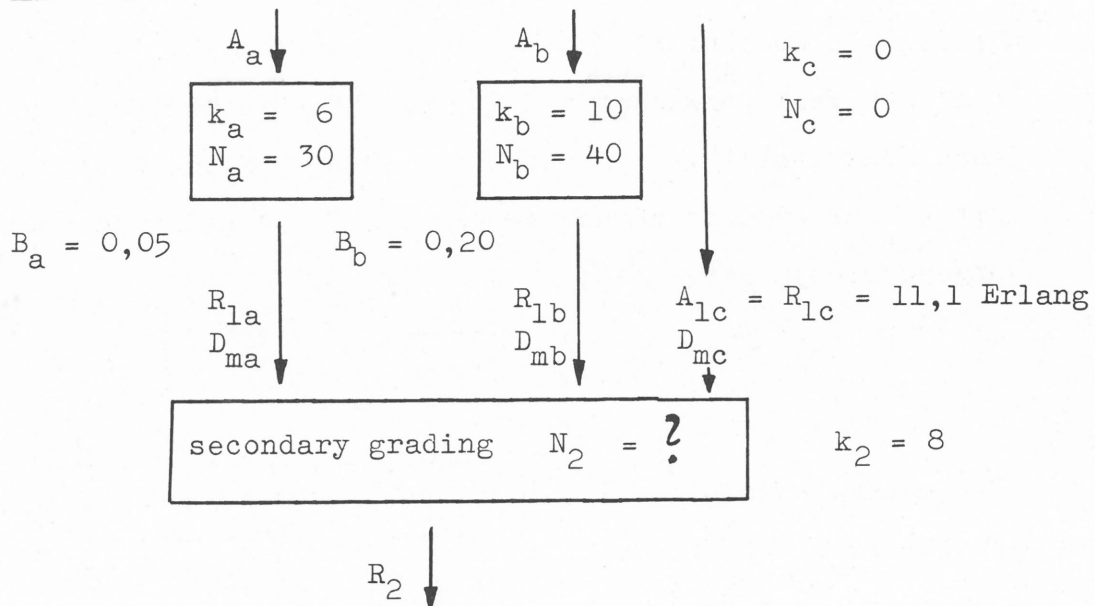 A_a
A_b
k_c = 0
N_c = 0
k_a = 6
N_a = 30
k_b = 10
N_b = 40
B_a = 0,05
B_b = 0,20
R_1a
D_ma
R_1b
D_mb
A_1c = R_1c = 11,1 Erlang
D_mc
secondary grading N_2 = ?
k_2 = 8
R_2